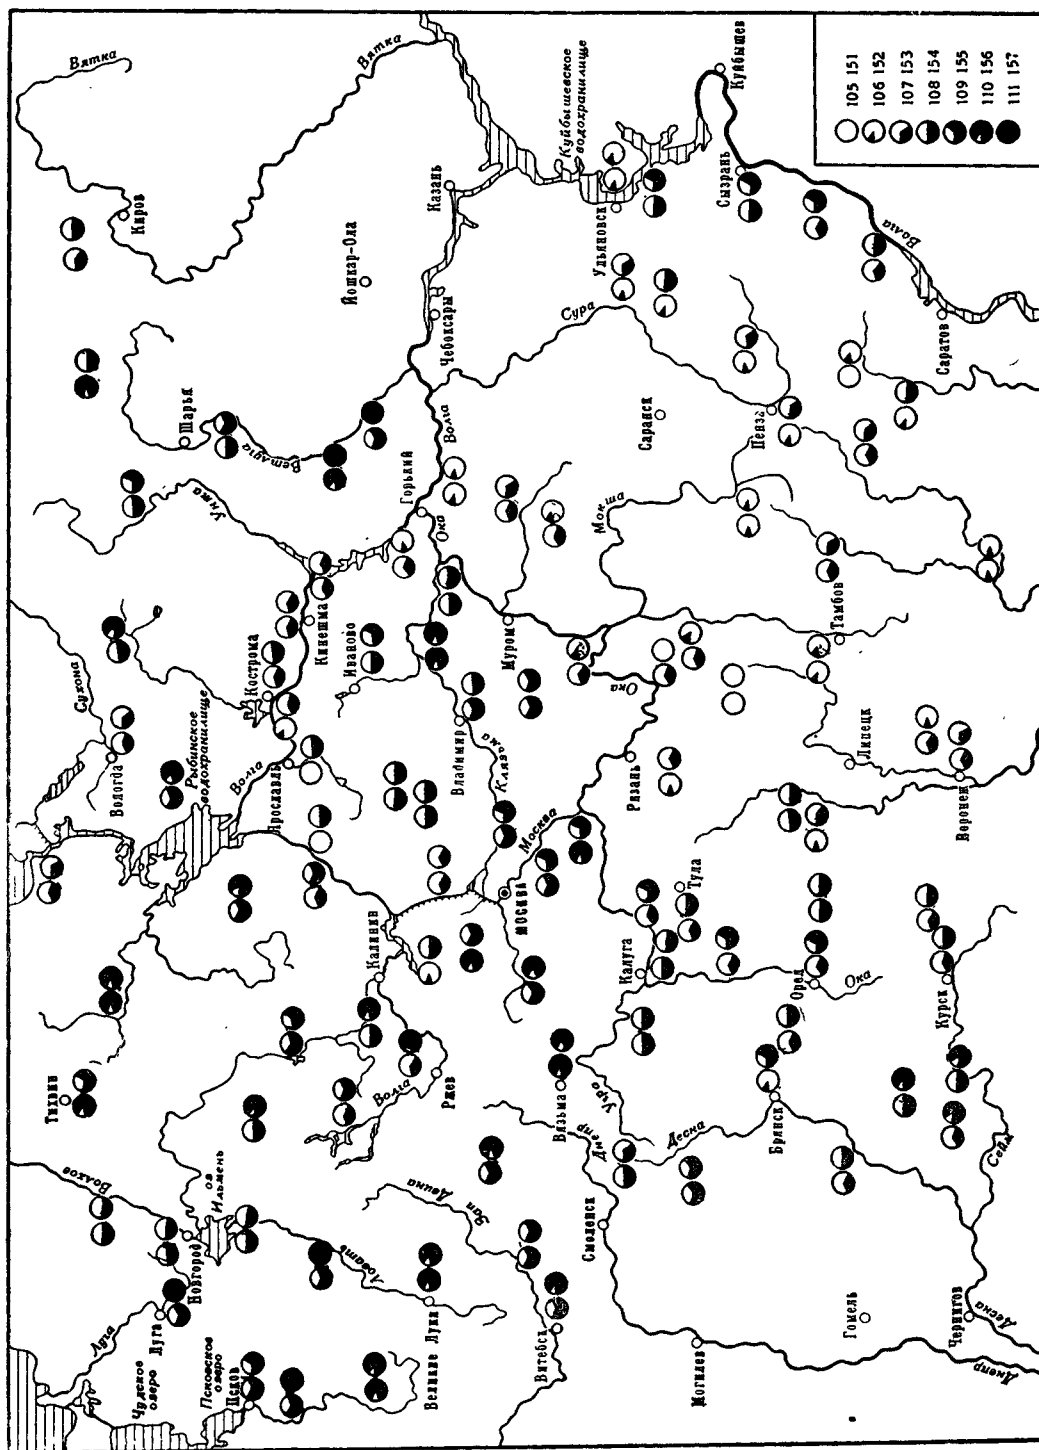 Вятка
Вятка
Киров
Казань
Йошкар-Ола
Чебоксары
Шарья
Ветлуга
Волга
Унжа
Горький
Ока
Кинешма
Иваново
Кострома
Сухона
Вологда
Рыбинское
водохранилище
Волга
Ярославль
Владимир
Клязьма
Муром
Москва
МОСКВА
Калинин
Ржев
Волга
Тихвин
Волхов
оз
Ильмень
Новгород
Луга
Луга
Чудское
озеро
Псковское
озеро
Псков
Ловать
Великие Луки
Зап Двина
Витебск
Днепр
Вязьма
Угра
Смоленск
Десна
Могилев
Гомель
Чернигов
Десна
Днепр
Сейм
Курск
Брянск
Орел
Ока
Калуга
Тула
Рязань
Ока
Липецк
Воронеж
Тамбов
Мокша
Саранск
Пенза
Сура
Ульяновск
Куйбышевское
водохранилище
Куйбышев
Сызрань
Волга
Саратов
105 151
106 152
107 153
108 154
109 155
110 156
111 157